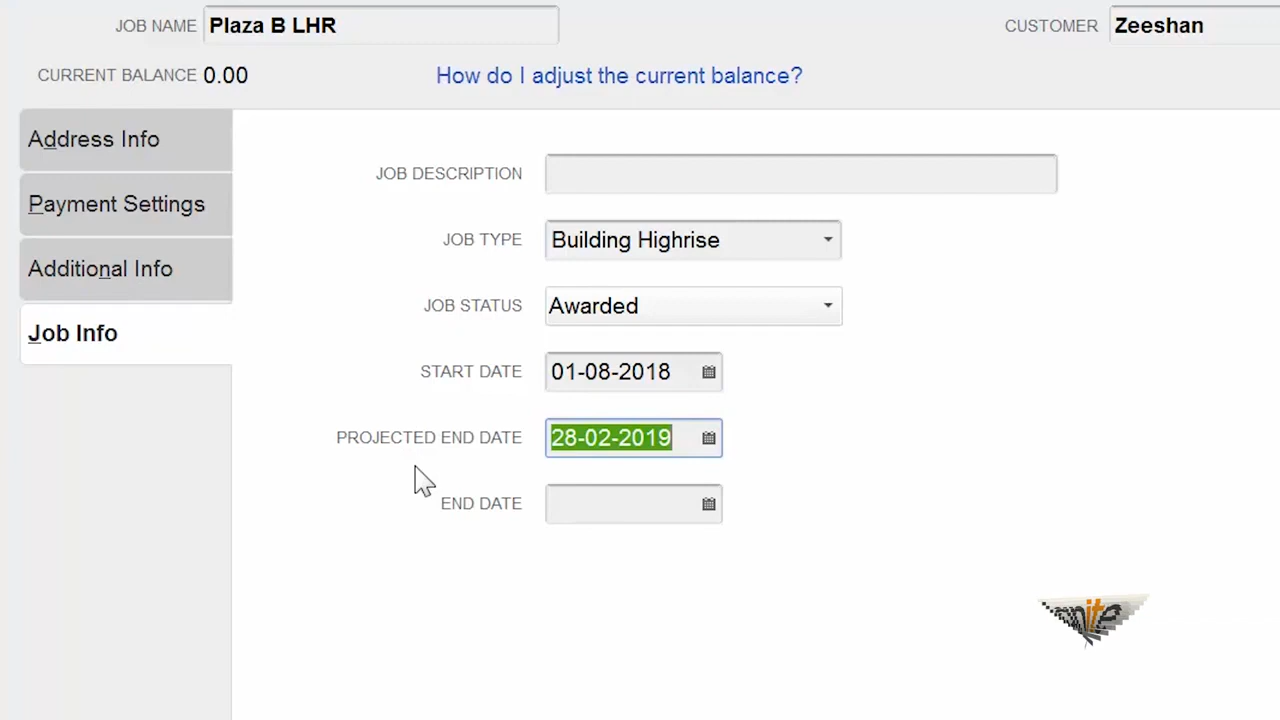 JOB NAME Plaza B LHR CUSTOMER Zeeshan
CURRENT BALANCE 0.00 How do I adjust the current balance?
Address Info
Payment Settings
Additional Info
Job Info
JOB DESCRIPTION
JOB TYPE Building Highrise
JOB STATUS Awarded
START DATE 01-08-2018
PROJECTED END DATE 28-02-2019
END DATE